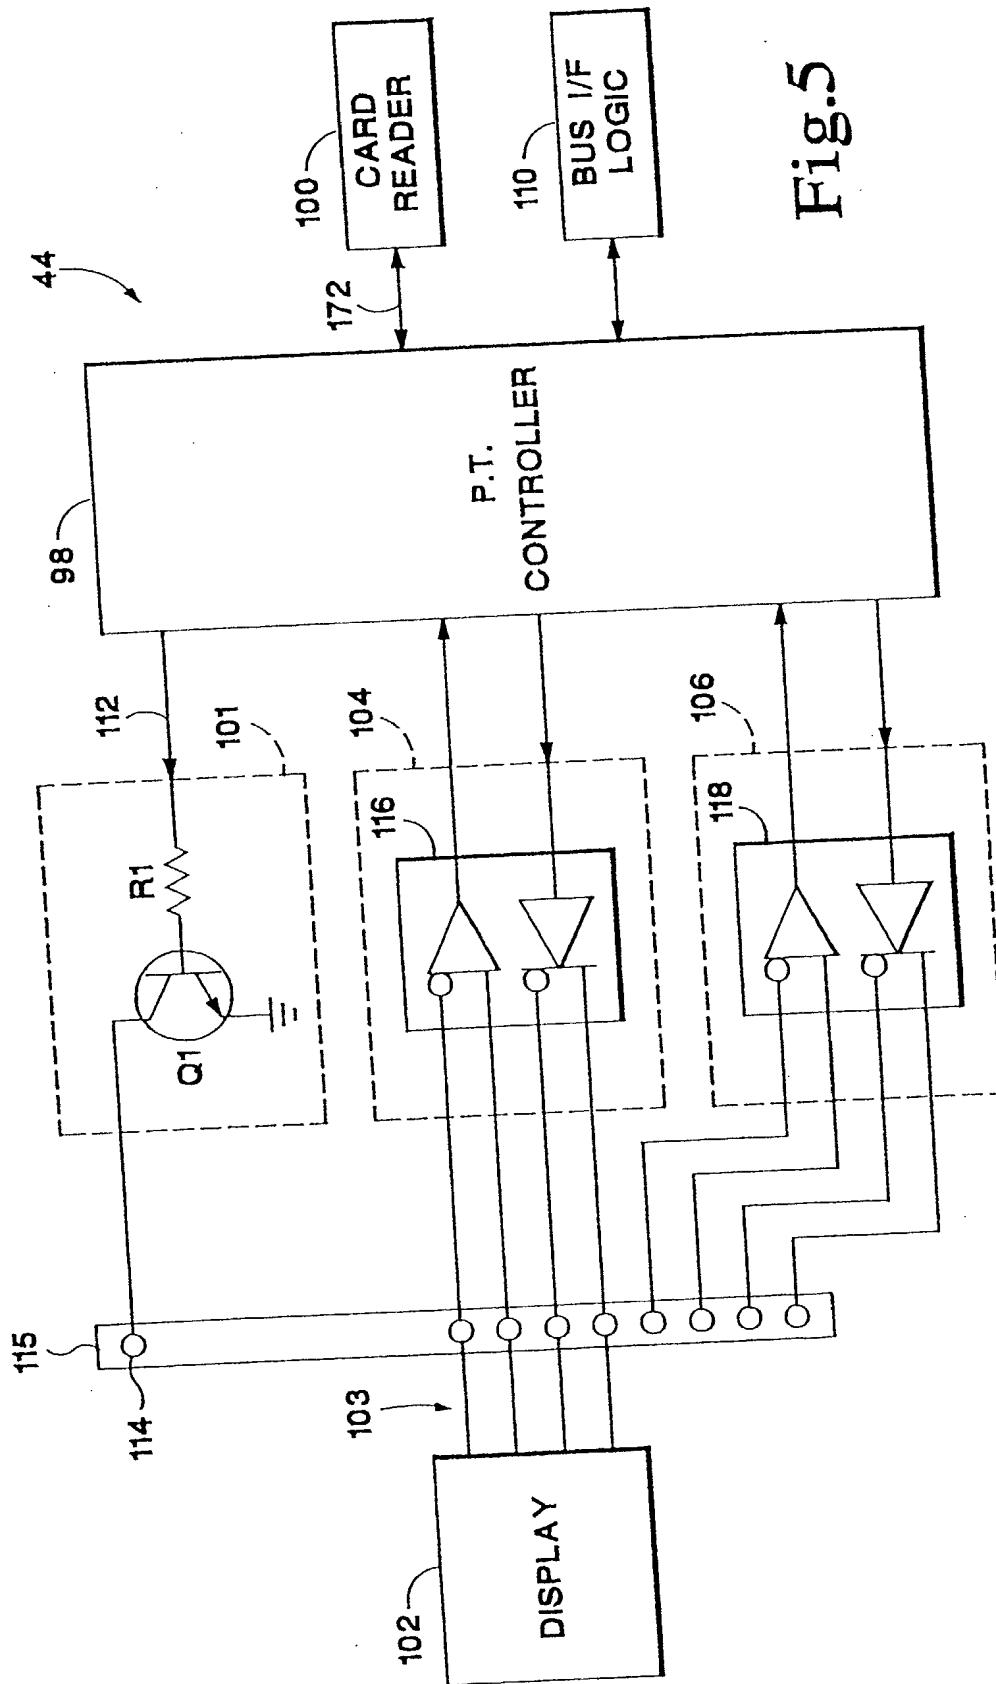 44
98
P.T.
CONTROLLER
100
CARD
READER
172
110
BUS I/F
LOGIC
112
101
R1
Q1
104
116
106
118
115
114
103
102
DISPLAY
Fig.5